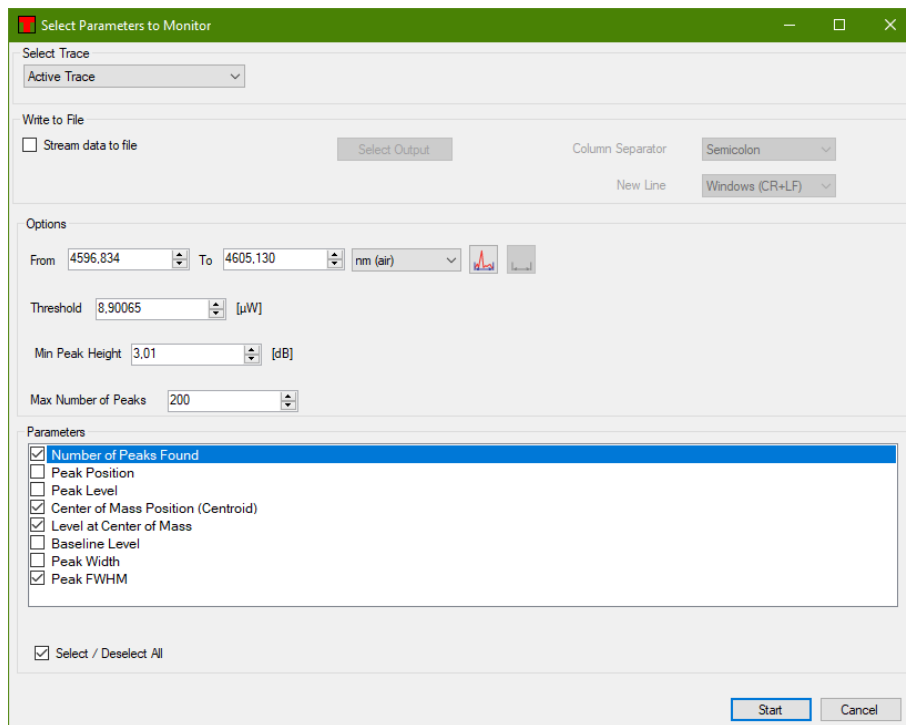 Select Parameters to Monitor
Select Trace
Active Trace
Write to File
Stream data to file Select Output Column Separator Semicolon
New Line Windows (CR+LF)
Options
From 4596,834 To 4605,130 nm (air)
Threshold 8,90065 [µW]
Min Peak Height 3,01 [dB]
Max Number of Peaks 200
Parameters
Number of Peaks Found
Peak Position
Peak Level
Center of Mass Position (Centroid)
Level at Center of Mass
Baseline Level
Peak Width
Peak FWHM
Select / Deselect All
Start Cancel